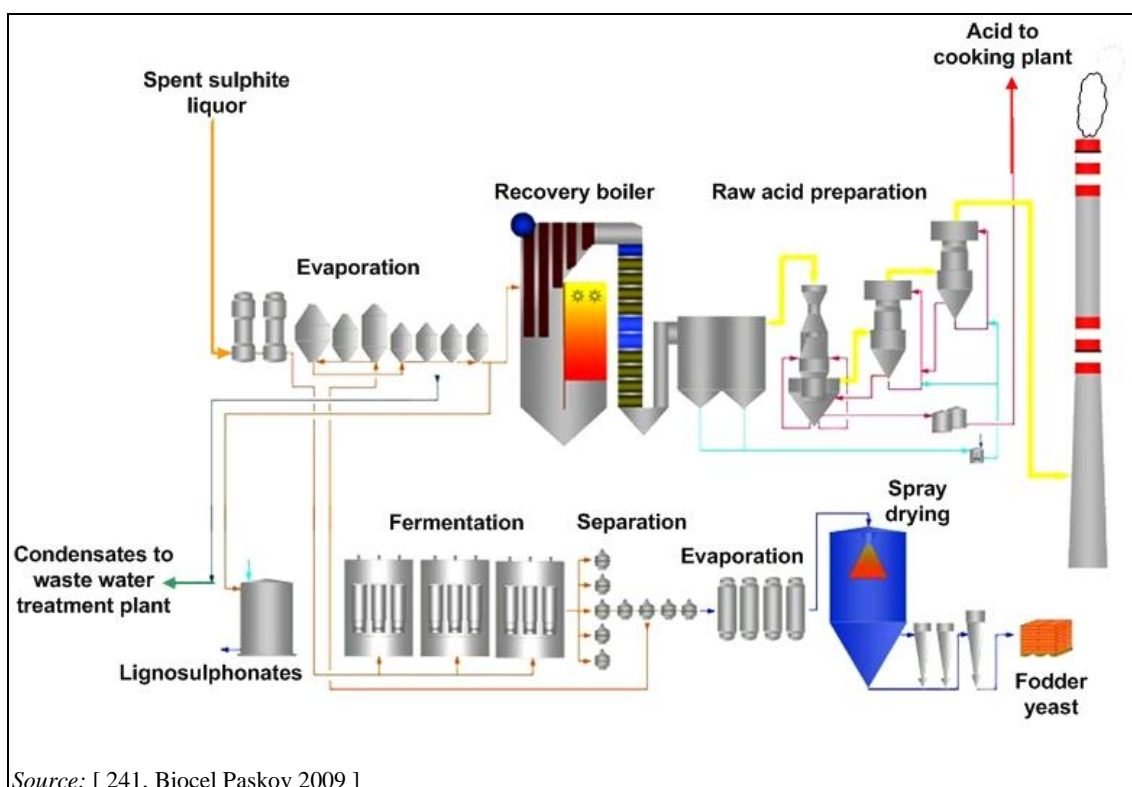 Acid to
cooking plant
Spent sulphite
liquor
Recovery boiler
Raw acid preparation
Evaporation
Spray
drying
Fermentation
Separation
Evaporation
Condensates to
waste water
treatment plant
Lignosulphonates
Fodder
yeast
Source: [ 241, Biocel Paskov 2009 ]